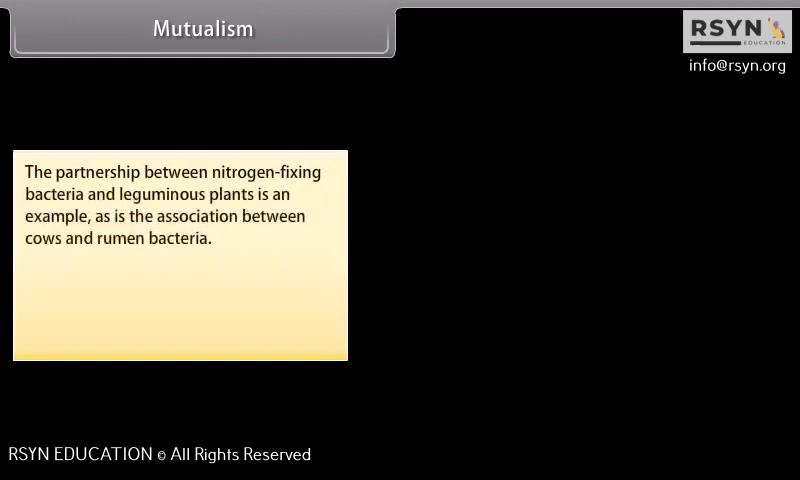 Mutualism
RSYN
EDUCATION
info@rsyn.org
The partnership between nitrogen-fixing
bacteria and leguminous plants is an
example, as is the association between
cows and rumen bacteria.
RSYN EDUCATION © All Rights Reserved